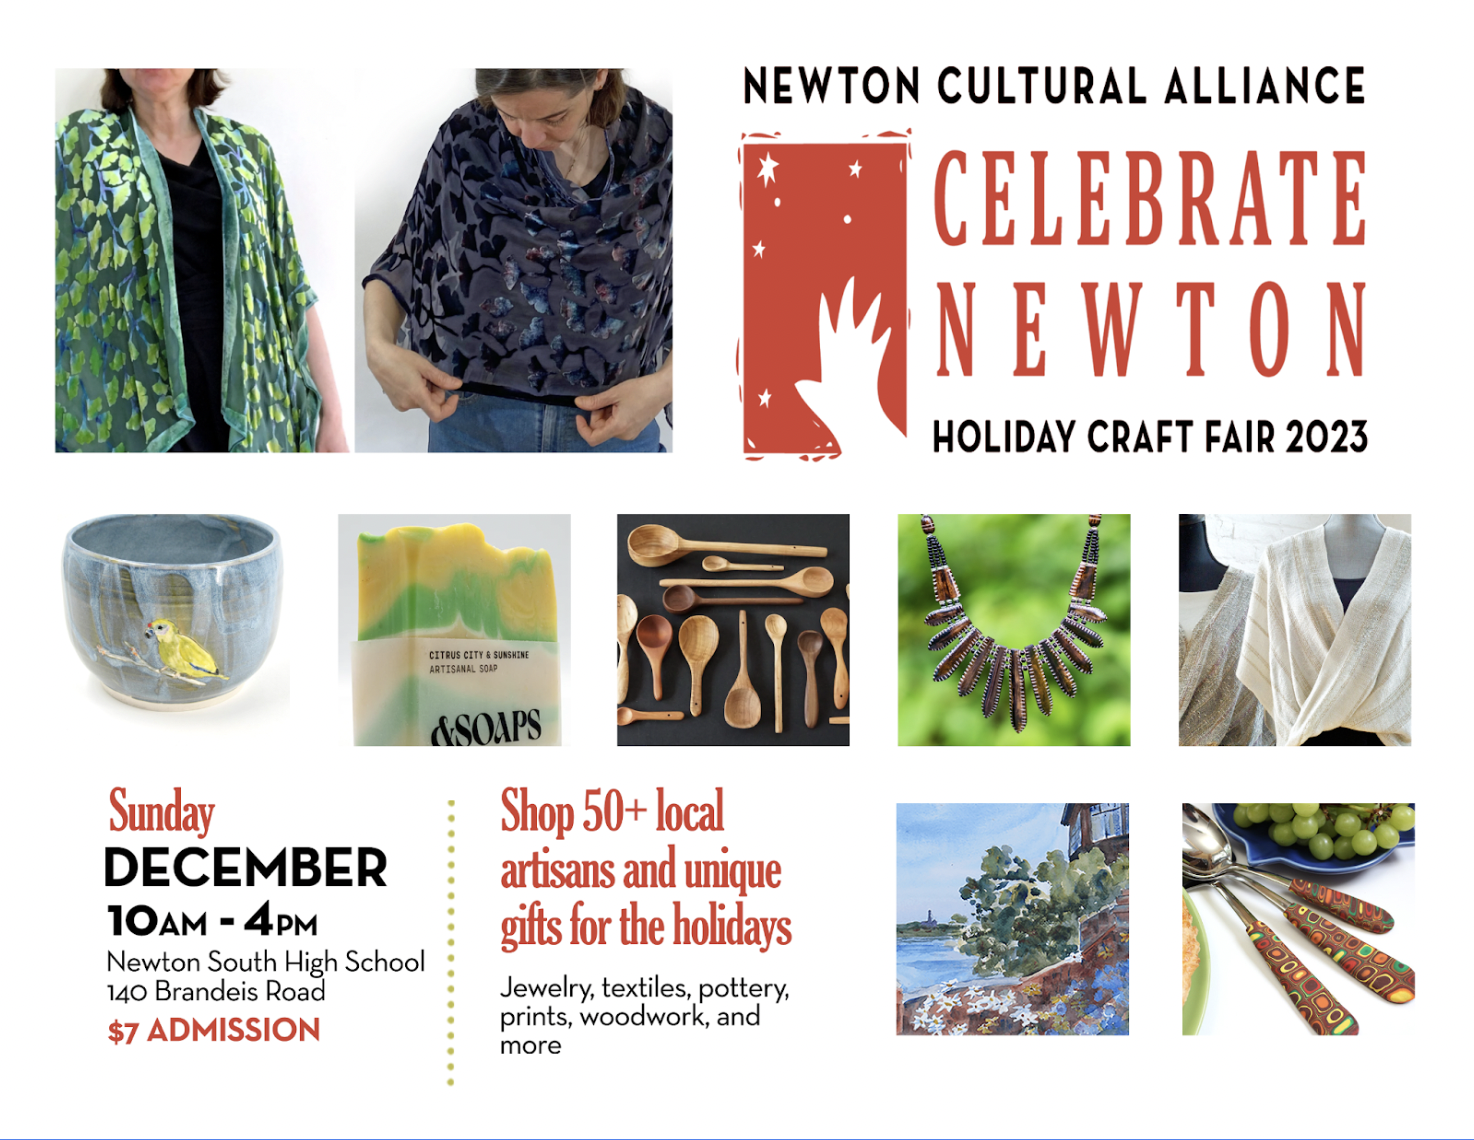 NEWTON CULTURAL ALLIANCE
CELEBRATE
NEWTON
HOLIDAY CRAFT FAIR 2023
CITRUS CITY & SUNSHINE
ARTISANAL SOAP
&SOAPS
Sunday
DECEMBER
10AM - 4PM
Newton South High School
140 Brandeis Road
$7 ADMISSION
Shop 50+ local
artisans and unique
gifts for the holidays
Jewelry, textiles, pottery,
prints, woodwork, and
more